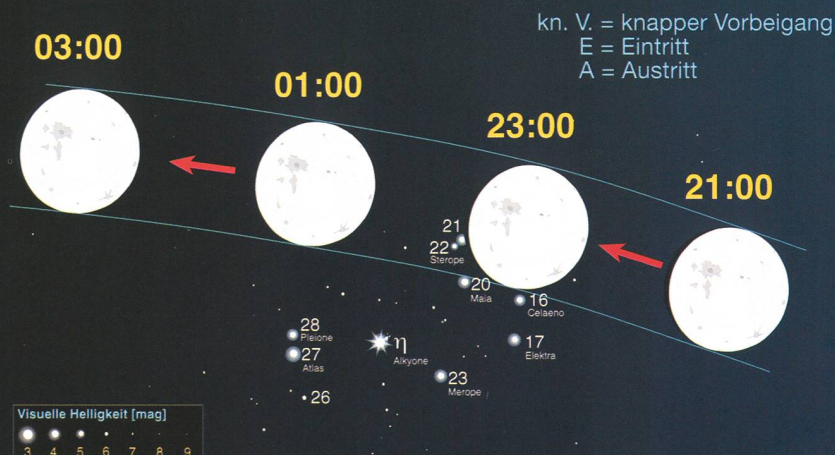 kn. V. = knapper Vorbeigang
E = Eintritt
A = Austritt
03:00
01:00
23:00
21:00
21
22
Sterope
20
Maia
16
Celaeno
28
Pleione
27
Atlas
η
Alkyone
17
Elektra
23
Merope
26
Visuelle Helligkeit [mag]
3 4 5 6 7 8 9